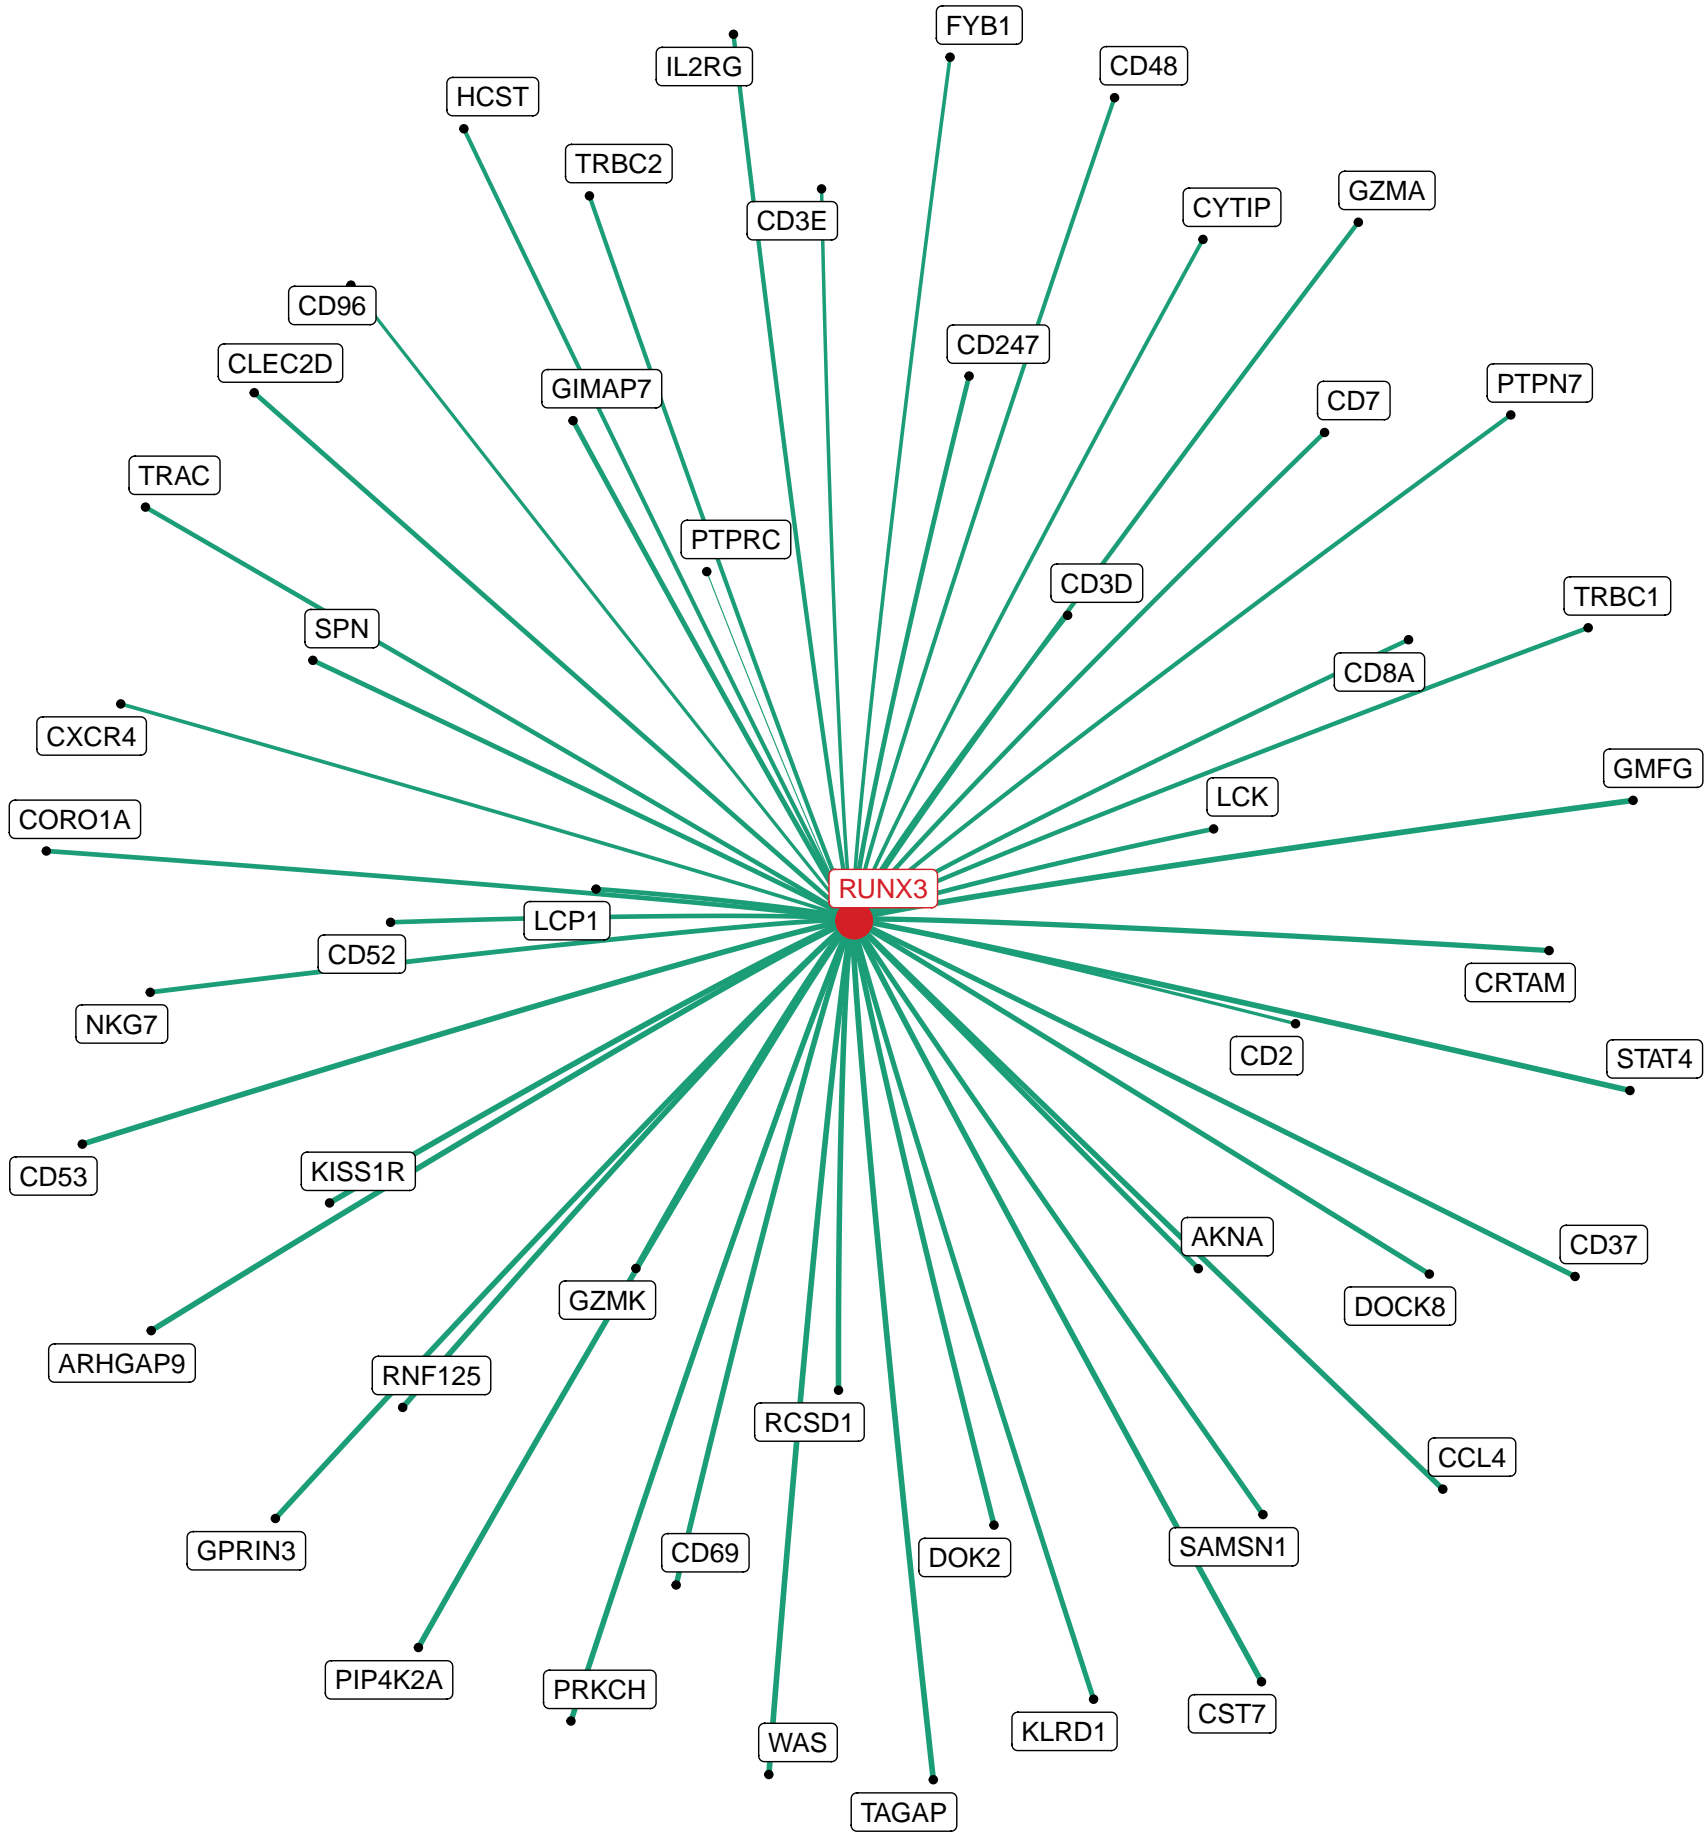 FYB1
IL2RG
CD48
HCST
TRBC2
GZMA
CYTIP
CD3E
CD96
CD247
CLEC2D
PTPN7
GIMAP7
CD7
TRAC
PTPRC
CD3D
TRBC1
SPN
CD8A
CXCR4
GMFG
LCK
CORO1A
RUNX3
LCP1
CD52
CRTAM
NKG7
CD2
STAT4
KISS1R
CD53
AKNA
CD37
GZMK
DOCK8
ARHGAP9
RNF125
RCSD1
CCL4
SAMSN1
GPRIN3
CD69
DOK2
PIP4K2A
PRKCH
CST7
KLRD1
WAS
TAGAP